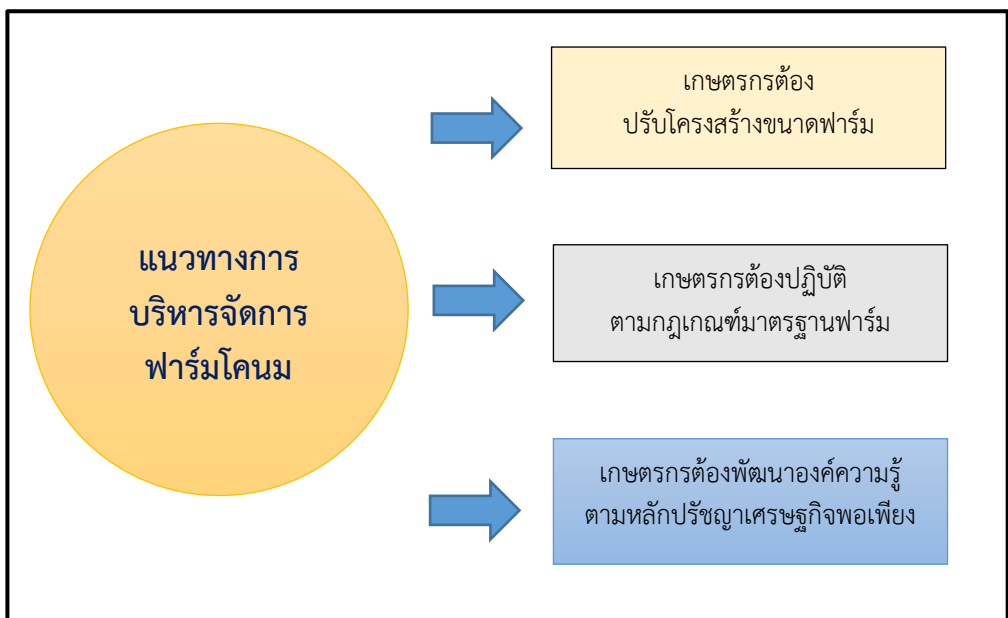 แนวทางการ
บริหารจัดการ
ฟาร์มโคนม
เกษตรกรต้อง
ปรับโครงสร้างขนาดฟาร์ม
เกษตรกรต้องปฏิบัติ
ตามกฎเกณฑ์มาตรฐานฟาร์ม
เกษตรกรต้องพัฒนาองค์ความรู้
ตามหลักปรัชญาเศรษฐกิจพอเพียง